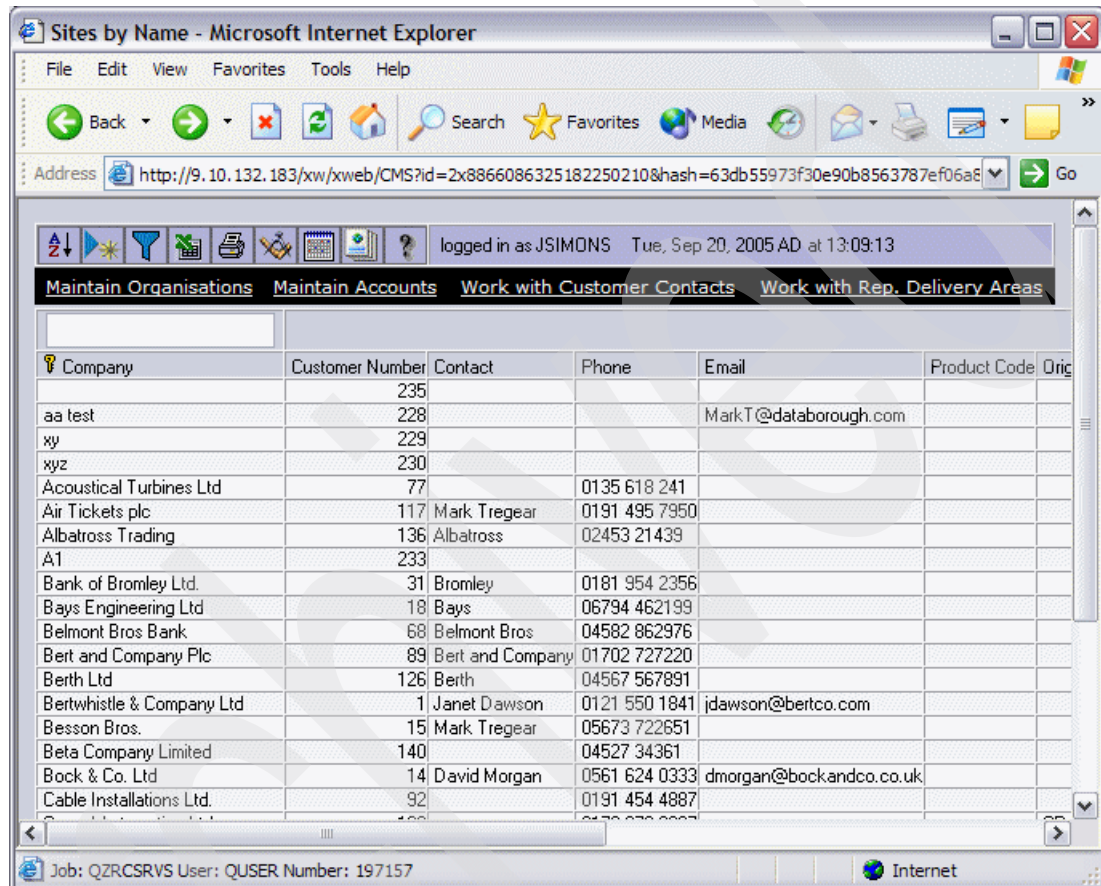 Sites by Name - Microsoft Internet Explorer
File Edit View Favorites Tools Help
Back Search Favorites Media »
Address http://9.10.132.183/xw/xweb/CMS?id=2x8866086325182250210&hash=63db55973f30e90b8563787ef06a8 Go
logged in as JSIMONS Tue, Sep 20, 2005 AD at 13:09:13
Maintain Organisations Maintain Accounts Work with Customer Contacts Work with Rep. Delivery Areas
Company Customer Number Contact Phone Email Product Code Orig
235
aa test 228 MarkT@databorough.com
xy 229
xyz 230
Acoustical Turbines Ltd 77 0135 618 241
Air Tickets plc 117 Mark Tregear 0191 495 7950
Albatross Trading 136 Albatross 02453 21439
A1 233
Bank of Bromley Ltd. 31 Bromley 0181 954 2356
Bays Engineering Ltd 18 Bays 06794 462199
Belmont Bros Bank 68 Belmont Bros 04582 862976
Bert and Company Plc 89 Bert and Company 01702 727220
Berth Ltd 126 Berth 04567 567891
Bertwhistle & Company Ltd 1 Janet Dawson 0121 550 1841 jdawson@bertco.com
Besson Bros. 15 Mark Tregear 05673 722651
Beta Company Limited 140 04527 34361
Bock & Co. Ltd 14 David Morgan 0561 624 0333 dmorgan@bockandco.co.uk
Cable Installations Ltd. 92 0191 454 4887
Job: QZRCSRVS User: QUSER Number: 197157 Internet